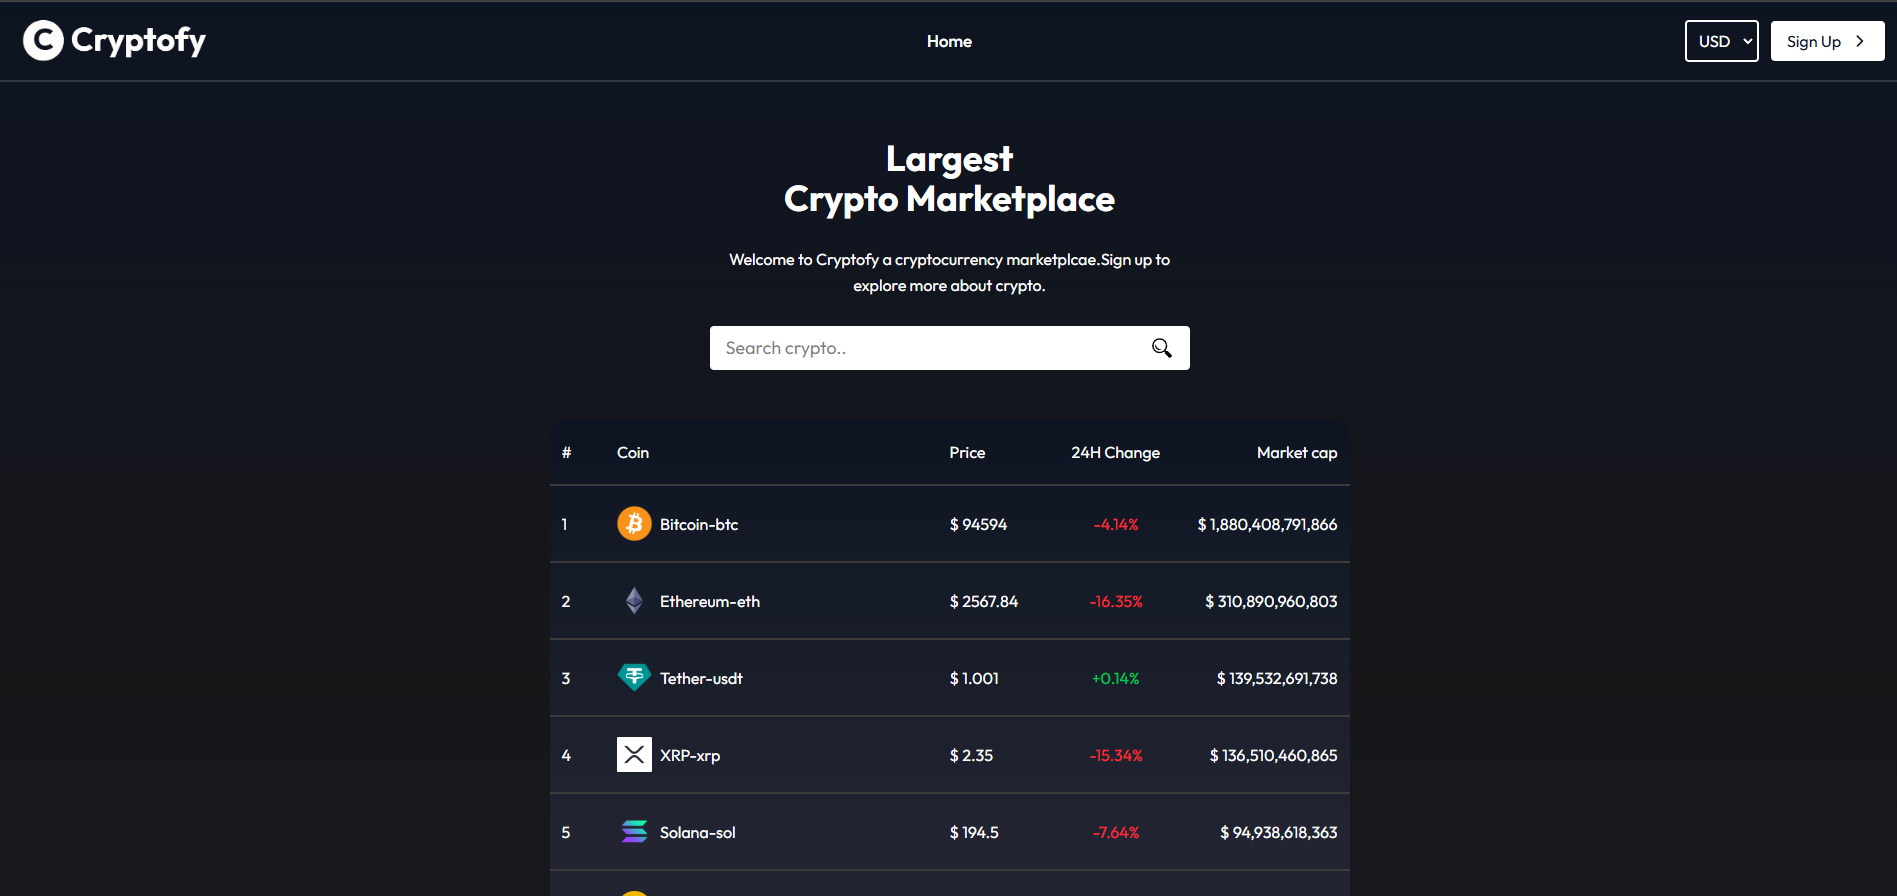 Cryptofy
Home
USD
Sign Up
Largest
Crypto Marketplace
Welcome to Cryptofy a cryptocurrency marketplcae.Sign up to
explore more about crypto.
Search crypto..
# Coin Price 24H Change Market cap
1 Bitcoin-btc $ 94594 -4.14% $ 1,880,408,791,866
2 Ethereum-eth $ 2567.84 -16.35% $ 310,890,960,803
3 Tether-usdt $ 1.001 +0.14% $ 139,532,691,738
4 XRP-xrp $ 2.35 -15.34% $ 136,510,460,865
5 Solana-sol $ 194.5 -7.64% $ 94,938,618,363